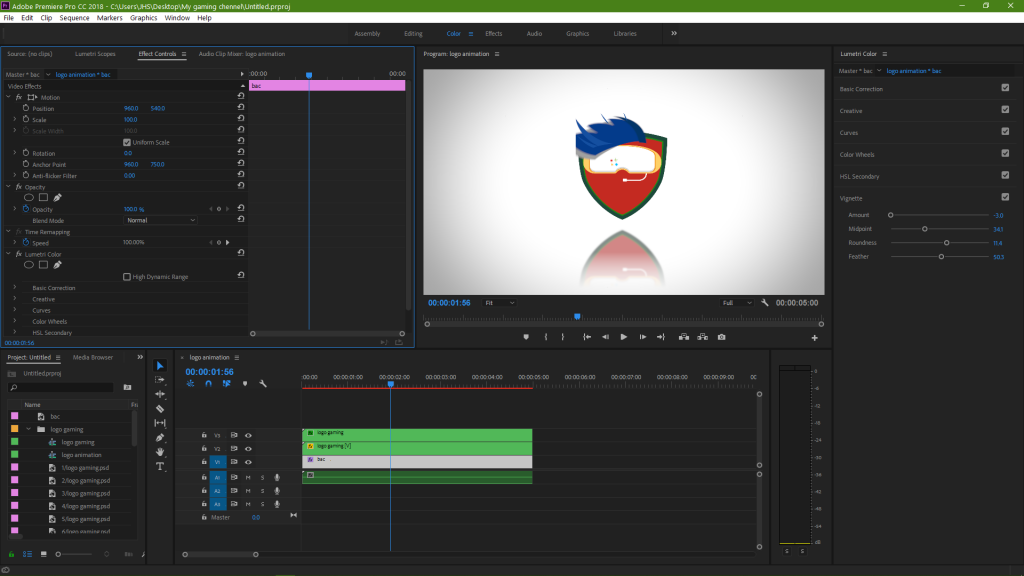 Adobe Premiere Pro CC 2018 - C:\Users\JHS\Desktop\My gaming channel\Untitled.prproj
File Edit Clip Sequence Markers Graphics Window Help
Assembly Editing Color Effects Audio Graphics Libraries
Source: (no clips) Lumetri Scopes Effect Controls Audio Clip Mixer: logo animation
Master * bac logo animation * bac
:00:00 00:00
Video Effects
bac
fx Motion
Position 960.0 540.0
Scale 100.0
Scale Width 100.0
Uniform Scale
Rotation 0.0
Anchor Point 960.0 750.0
Anti-flicker Filter 0.00
fx Opacity
Opacity 100.0 %
Blend Mode Normal
fx Time Remapping
Speed 100.00%
fx Lumetri Color
High Dynamic Range
Basic Correction
Creative
Curves
Color Wheels
HSL Secondary
00:00:01:56
Program: logo animation
00:00:01:56 Fit Full 00:00:05:00
Lumetri Color
Master * bac logo animation * bac
Basic Correction
Creative
Curves
Color Wheels
HSL Secondary
Vignette
Amount -3.0
Midpoint 34.1
Roundness 11.4
Feather 50.3
Project: Untitled Media Browser
Untitled.prproj
Name Fr
bac
logo gaming
logo gaming
logo animation
1/logo gaming.psd
2/logo gaming.psd
3/logo gaming.psd
4/logo gaming.psd
5/logo gaming.psd
6/logo gaming.psd
logo animation
00:00:01:56
:00:00 00:00:01:00 00:00:02:00 00:00:03:00 00:00:04:00 00:00:05:00 00:00:06:00 00:00:07:00 00:00:08:00 00:00:09:00 00:
V3 logo gaming
V2 fx logo gaming [V]
V1 bac
A1 M S
A2 M S
A3 M S
Master 0.0
0
-6
-12
-18
-24
-30
-36
-42
-48
-54
dB
S S